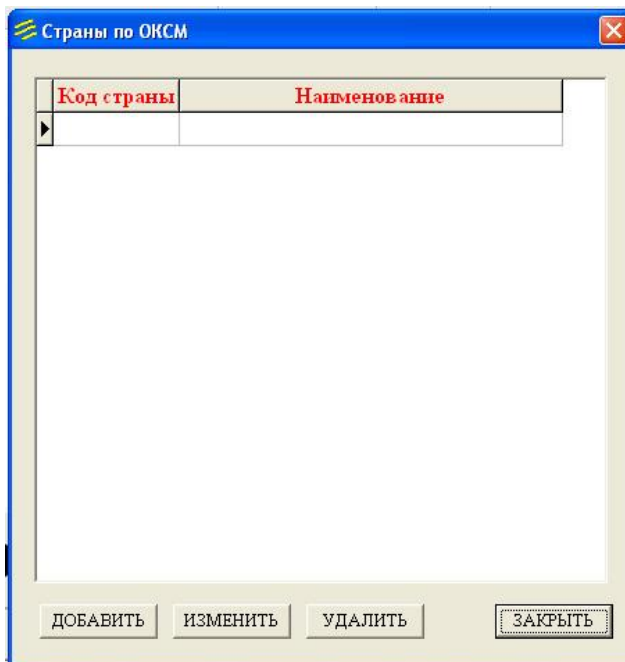 Страны по ОКСМ
Код страны Наименование
ДОБАВИТЬ ИЗМЕНИТЬ УДАЛИТЬ ЗАКРЫТЬ